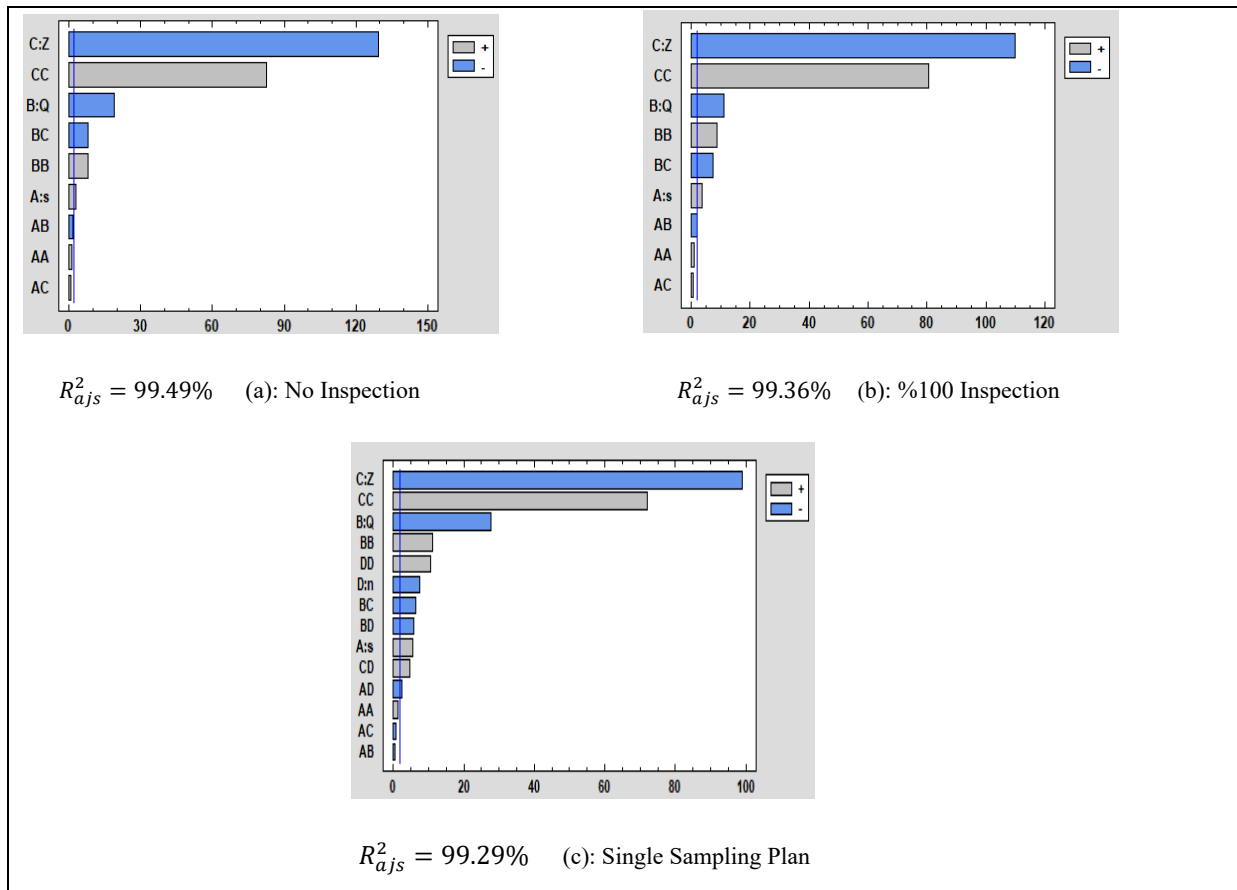 C:Z
CC
B:Q
BC
BB
A:s
AB
AA
AC
0 30 60 90 120 150
+
-
R²ajs = 99.49% (a): No Inspection
C:Z
CC
B:Q
BB
BC
A:s
AB
AA
AC
0 20 40 60 80 100 120
+
-
R²ajs = 99.36% (b): %100 Inspection
C:Z
CC
B:Q
BB
DD
D:n
BC
BD
A:s
CD
AD
AA
AC
AB
0 20 40 60 80 100
+
-
R²ajs = 99.29% (c): Single Sampling Plan